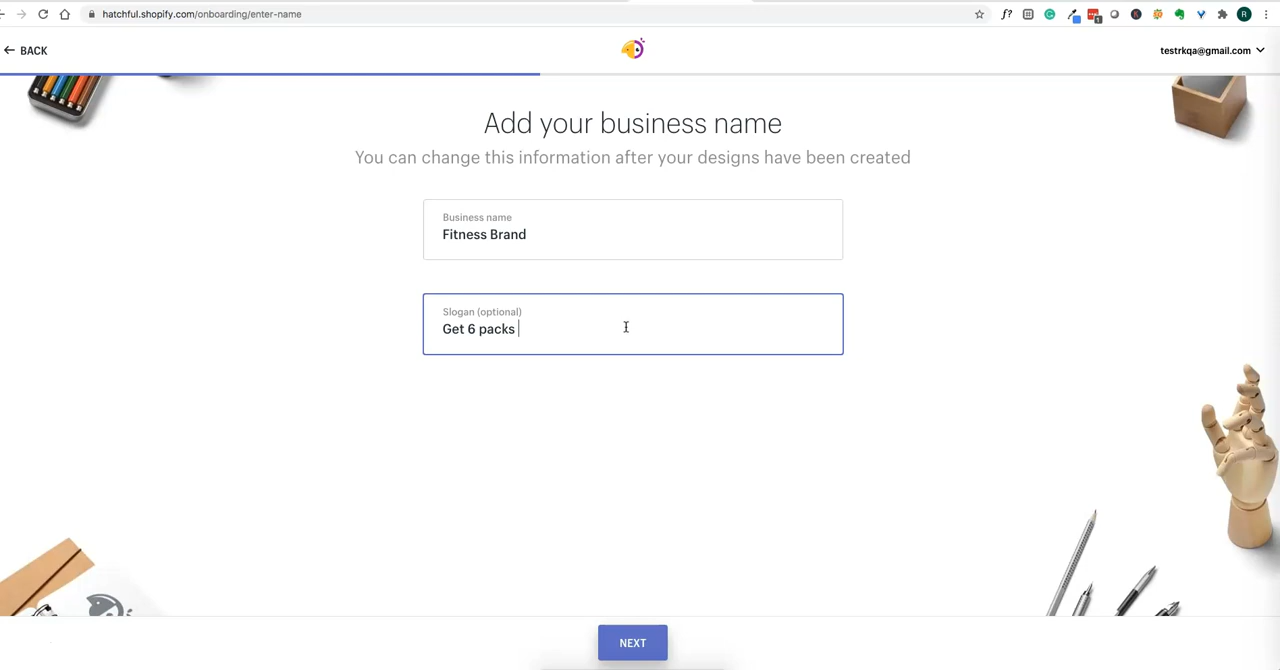 hatchful.shopify.com/onboarding/enter-name
f?
1
R
BACK
testrkqa@gmail.com
Add your business name
You can change this information after your designs have been created
Business name
Fitness Brand
Slogan (optional)
Get 6 packs
NEXT